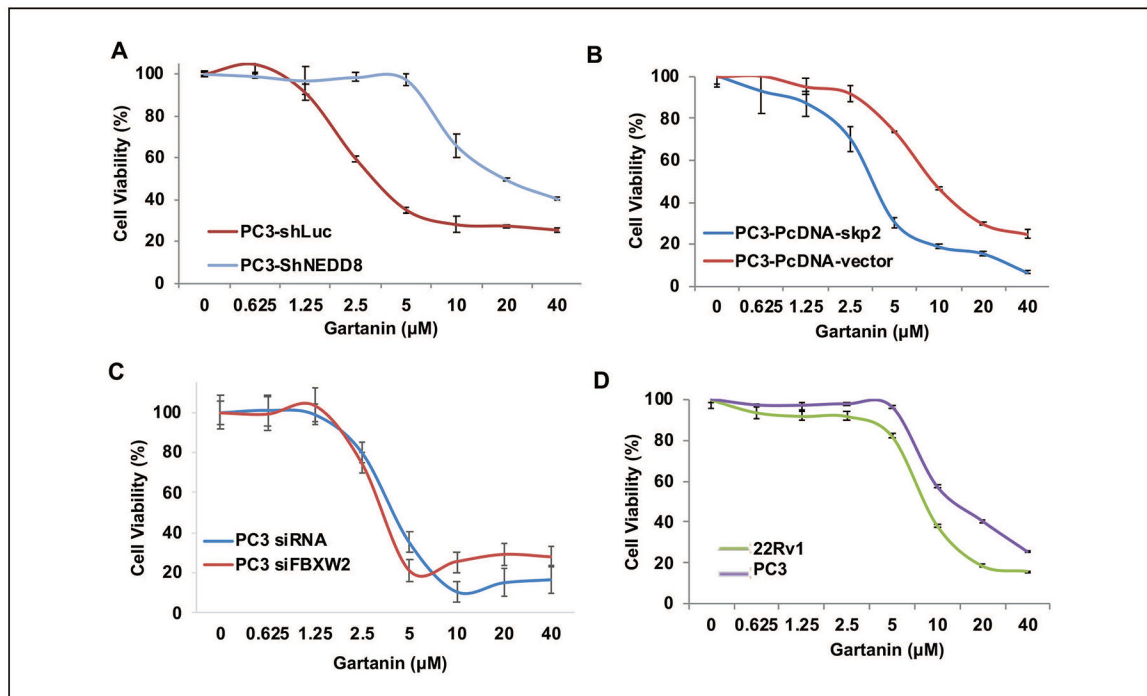 A
Cell Viability (%)
100
80
60
40
20
0
PC3-shLuc
PC3-ShNEDD8
0 0.625 1.25 2.5 5 10 20 40
Gartanin (µM)
B
Cell Viability (%)
100
80
60
40
20
0
PC3-PcDNA-skp2
PC3-PcDNA-vector
0 0.625 1.25 2.5 5 10 20 40
Gartanin (µM)
C
Cell Viability (%)
100
80
60
40
20
0
PC3 siRNA
PC3 siFBXW2
0 0.625 1.25 2.5 5 10 20 40
Gartanin (µM)
D
Cell Viability (%)
100
80
60
40
20
0
22Rv1
PC3
0 0.625 1.25 2.5 5 10 20 40
Gartanin (µM)